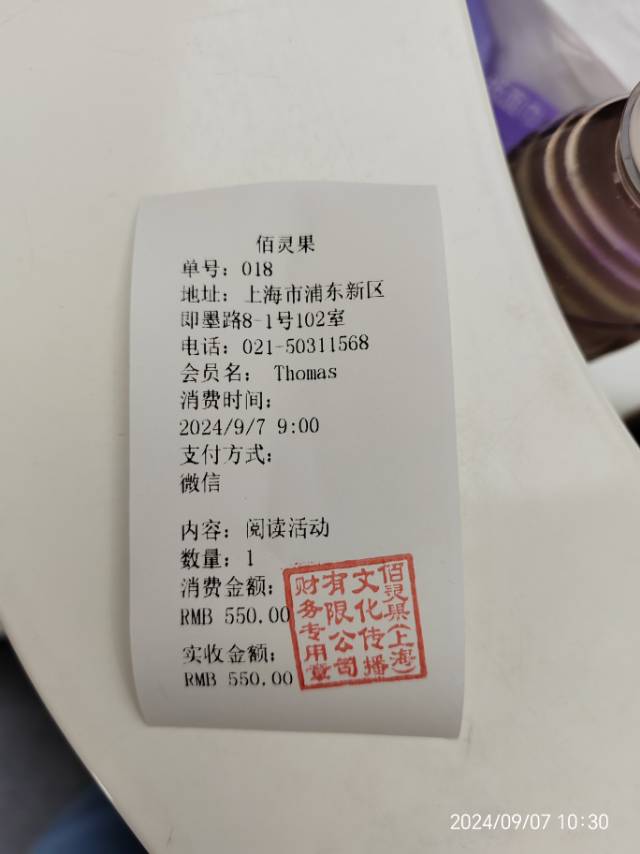 佰灵果
单号：018
地址：上海市浦东新区
即墨路8-1号102室
电话：021-50311568
会员名： Thomas
消费时间：
2024/9/7 9:00
支付方式：
微信
内容：阅读活动
数量：1
消费金额：
RMB 550.00
实收金额：
RMB 550.00
佰灵果(上海)
文化传播
有限公司
财务专用章
2024/09/07 10:30